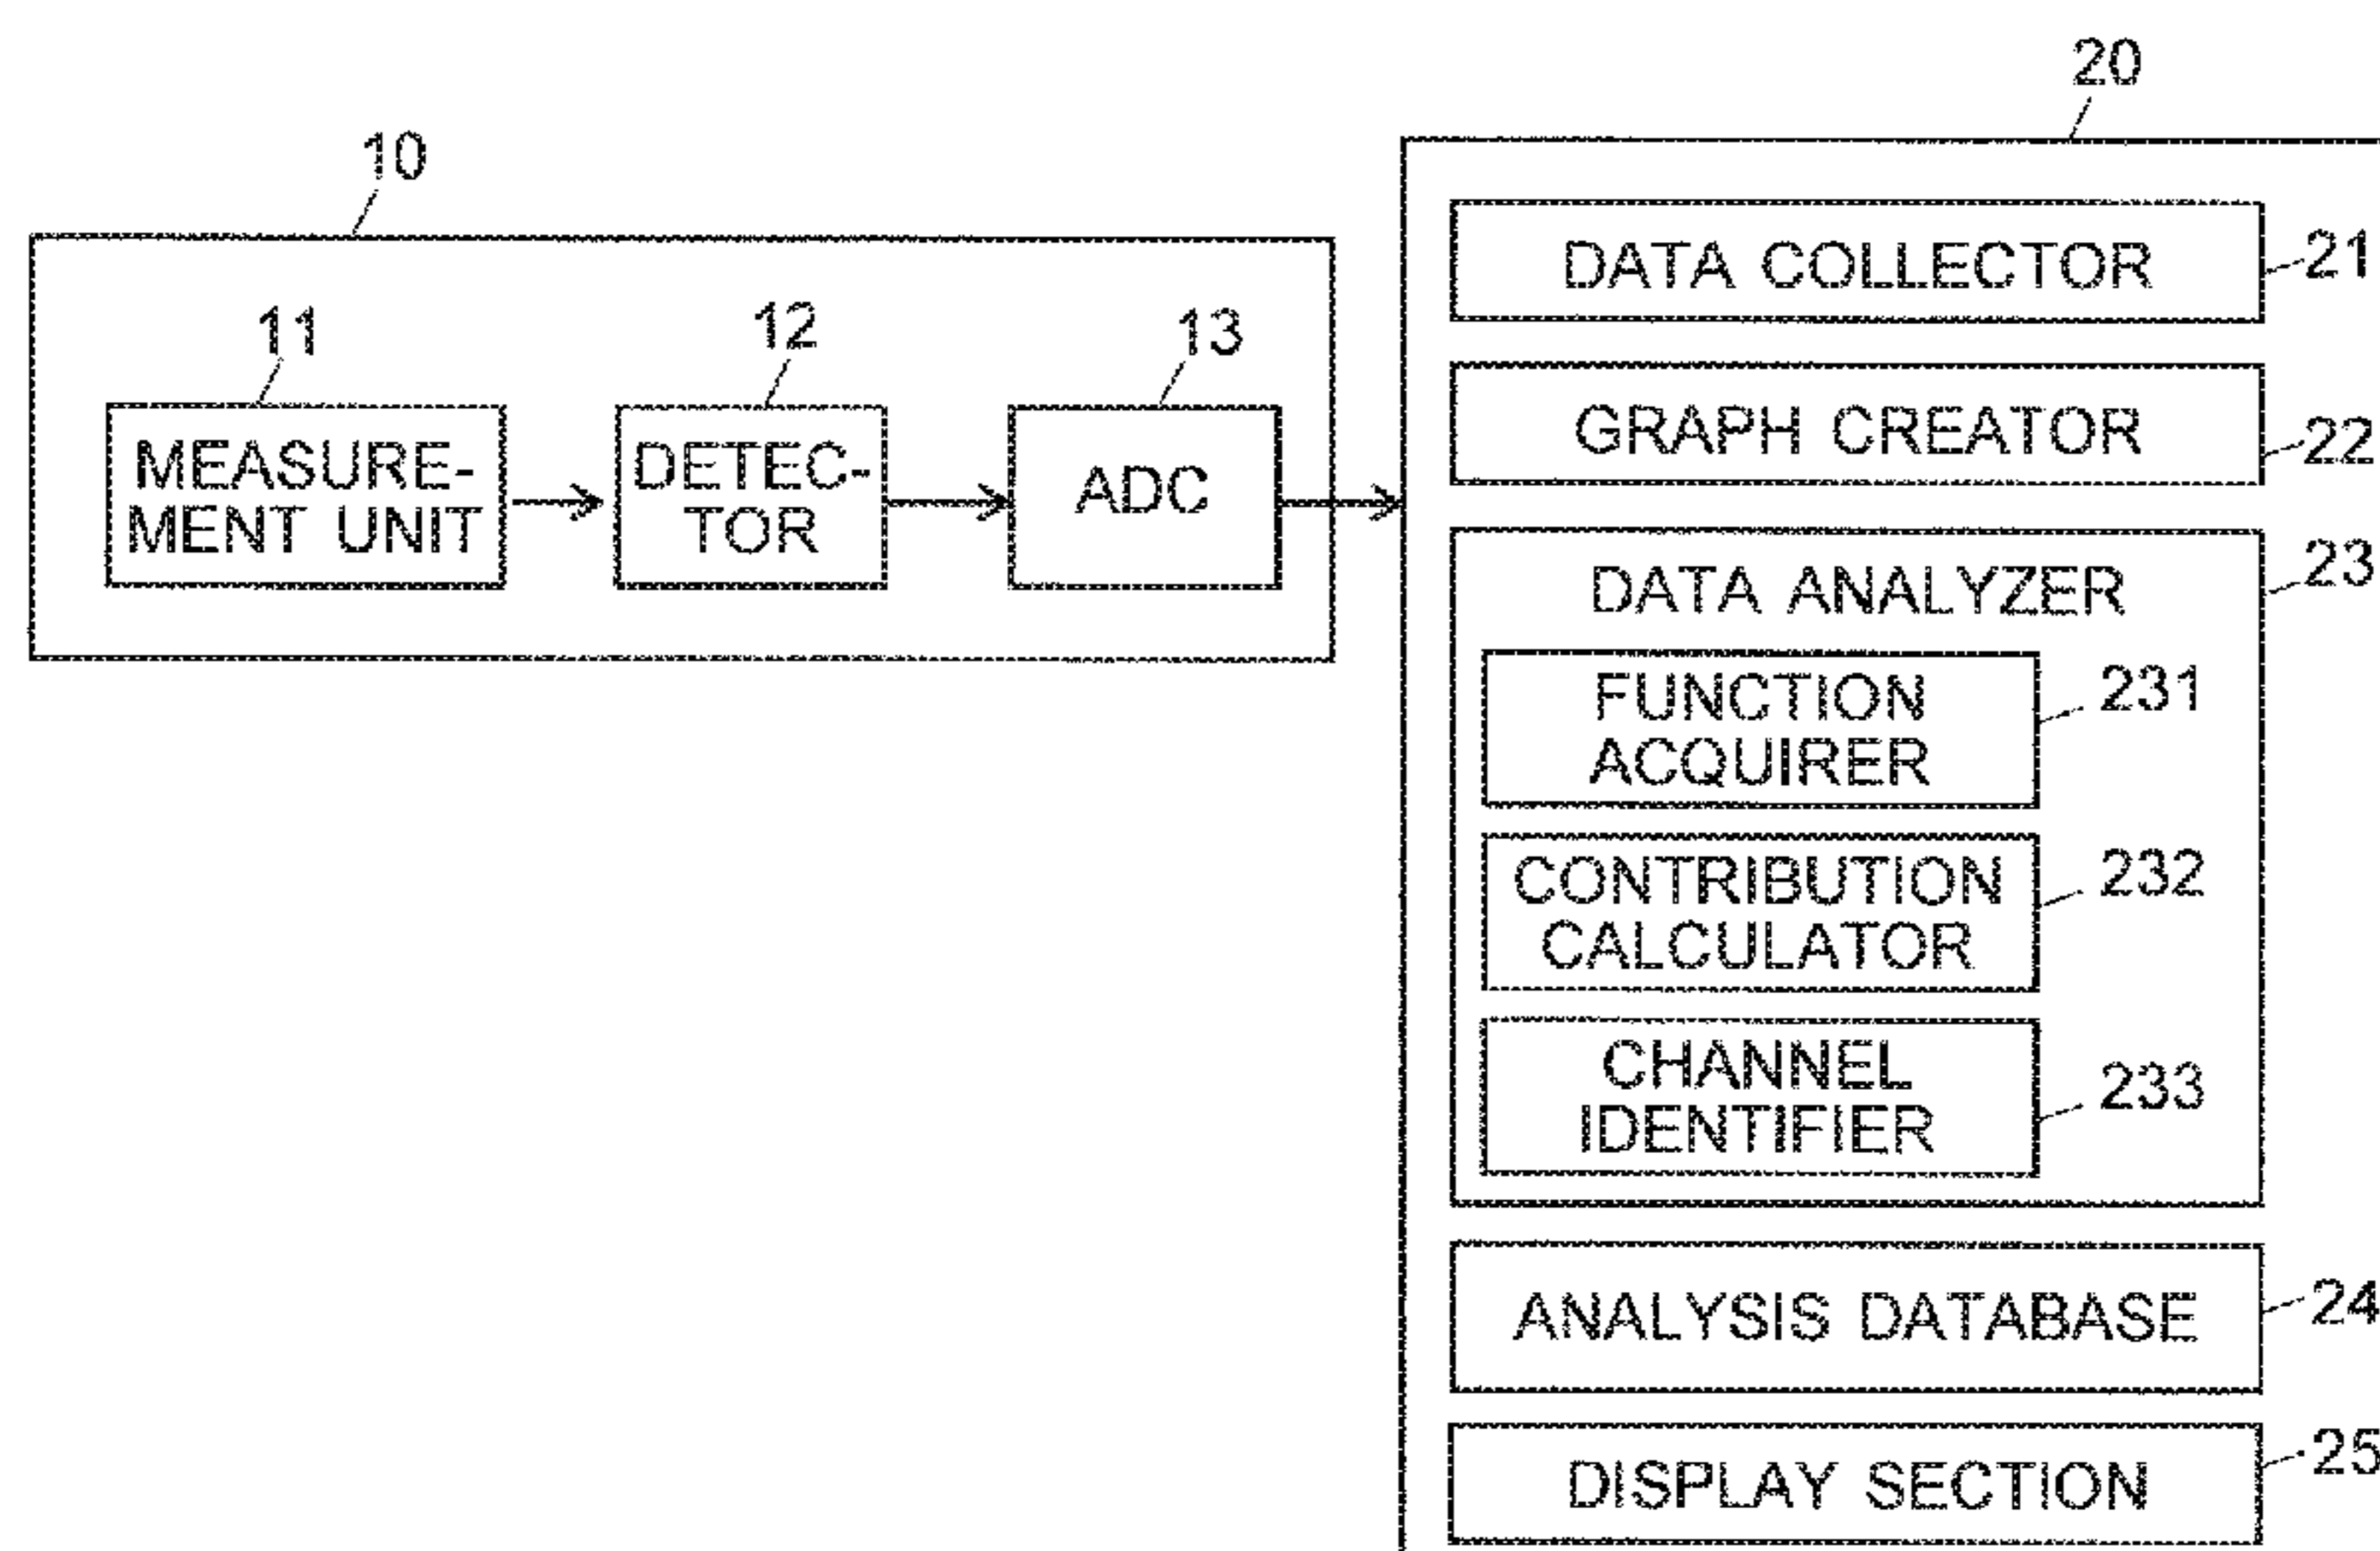 20
10
DATA COLLECTOR
21
11
12
13
GRAPH CREATOR
22
MEASURE-
MENT UNIT
DETEC-
TOR
ADC
DATA ANALYZER
23
FUNCTION
ACQUIRER
231
CONTRIBUTION
CALCULATOR
232
CHANNEL
IDENTIFIER
233
ANALYSIS DATABASE
24
DISPLAY SECTION
25